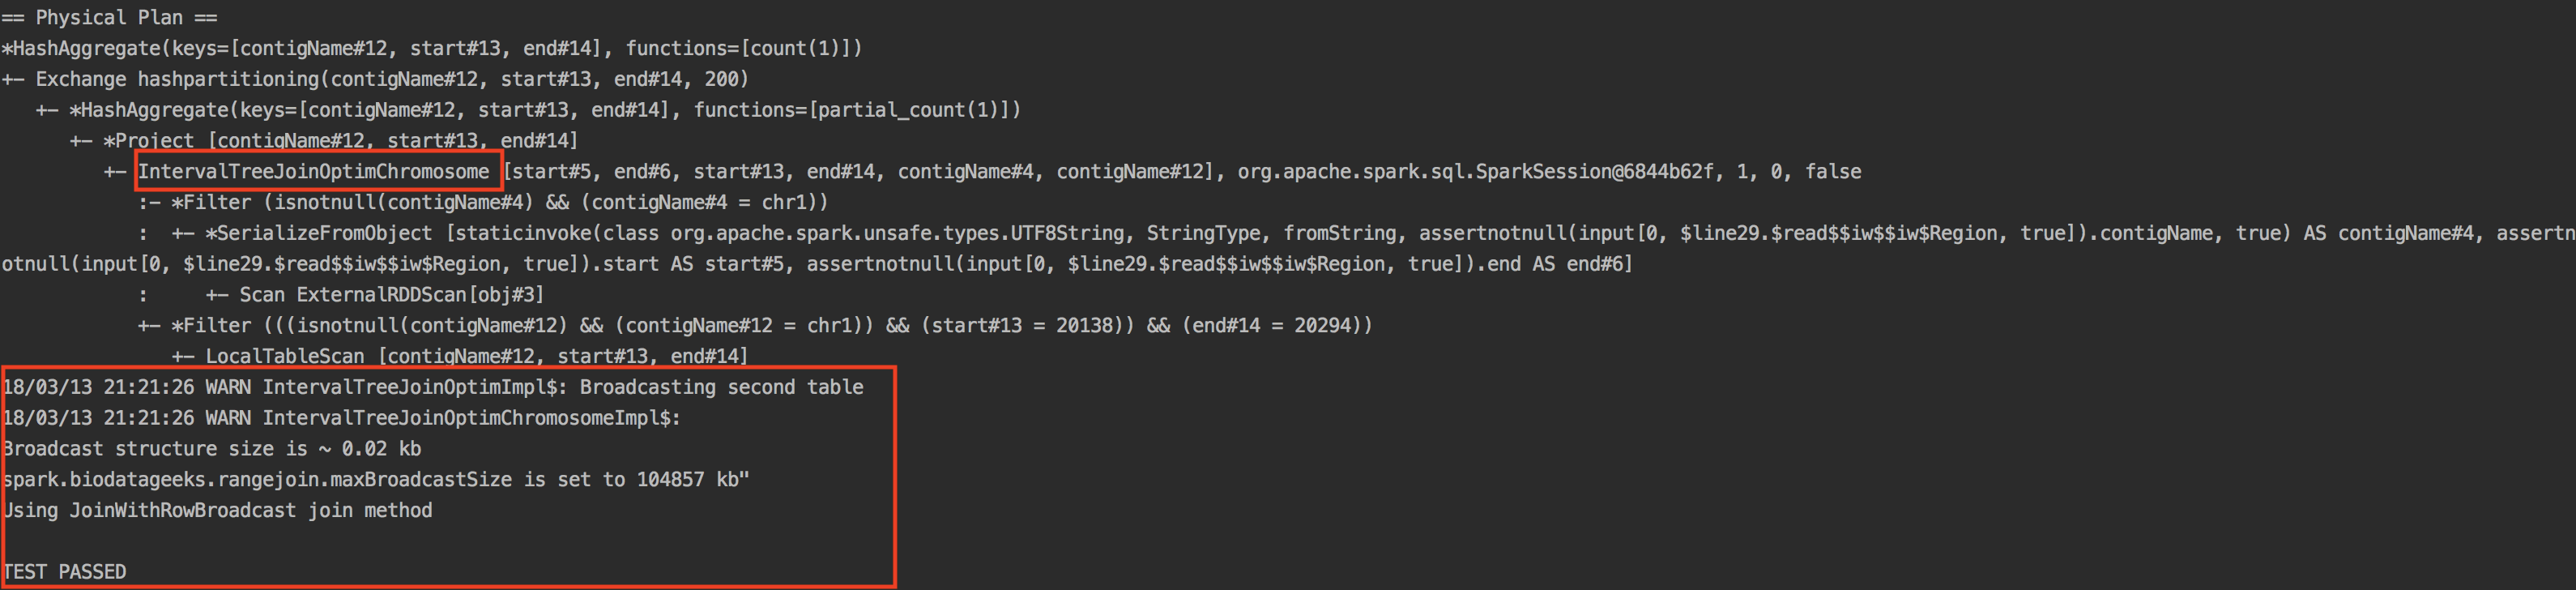 == Physical Plan ==
*HashAggregate(keys=[contigName#12, start#13, end#14], functions=[count(1)])
+- Exchange hashpartitioning(contigName#12, start#13, end#14, 200)
+- *HashAggregate(keys=[contigName#12, start#13, end#14], functions=[partial_count(1)])
+- *Project [contigName#12, start#13, end#14]
+- IntervalTreeJoinOptimChromosome [start#5, end#6, start#13, end#14, contigName#4, contigName#12], org.apache.spark.sql.SparkSession@6844b62f, 1, 0, false
:- *Filter (isnotnull(contigName#4) && (contigName#4 = chr1))
: +- *SerializeFromObject [staticinvoke(class org.apache.spark.unsafe.types.UTF8String, StringType, fromString, assertnotnull(input[0, $line29.$read$$iw$$iw$Region, true]).contigName, true) AS contigName#4, assertn
otnull(input[0, $line29.$read$$iw$$iw$Region, true]).start AS start#5, assertnotnull(input[0, $line29.$read$$iw$$iw$Region, true]).end AS end#6]
: +- Scan ExternalRDDScan[obj#3]
+- *Filter (((isnotnull(contigName#12) && (contigName#12 = chr1)) && (start#13 = 20138)) && (end#14 = 20294))
+- LocalTableScan [contigName#12, start#13, end#14]
18/03/13 21:21:26 WARN IntervalTreeJoinOptimImpl$: Broadcasting second table
18/03/13 21:21:26 WARN IntervalTreeJoinOptimChromosomeImpl$:
Broadcast structure size is ~ 0.02 kb
spark.biodatageeks.rangejoin.maxBroadcastSize is set to 104857 kb"
Using JoinWithRowBroadcast join method
TEST PASSED